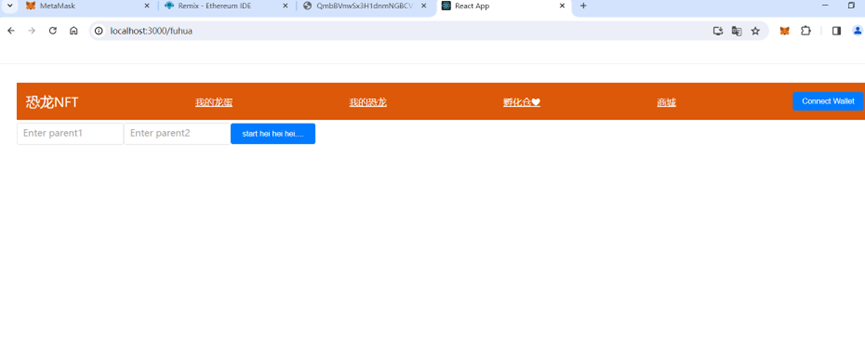 MetaMask
Remix - Ethereum IDE
React App
localhost:3000/fuhua
恐龙NFT
我的龙蛋
我的恐龙
孵化仓❤
商城
Connect Wallet
Enter parent1
Enter parent2
start hei hei hei....